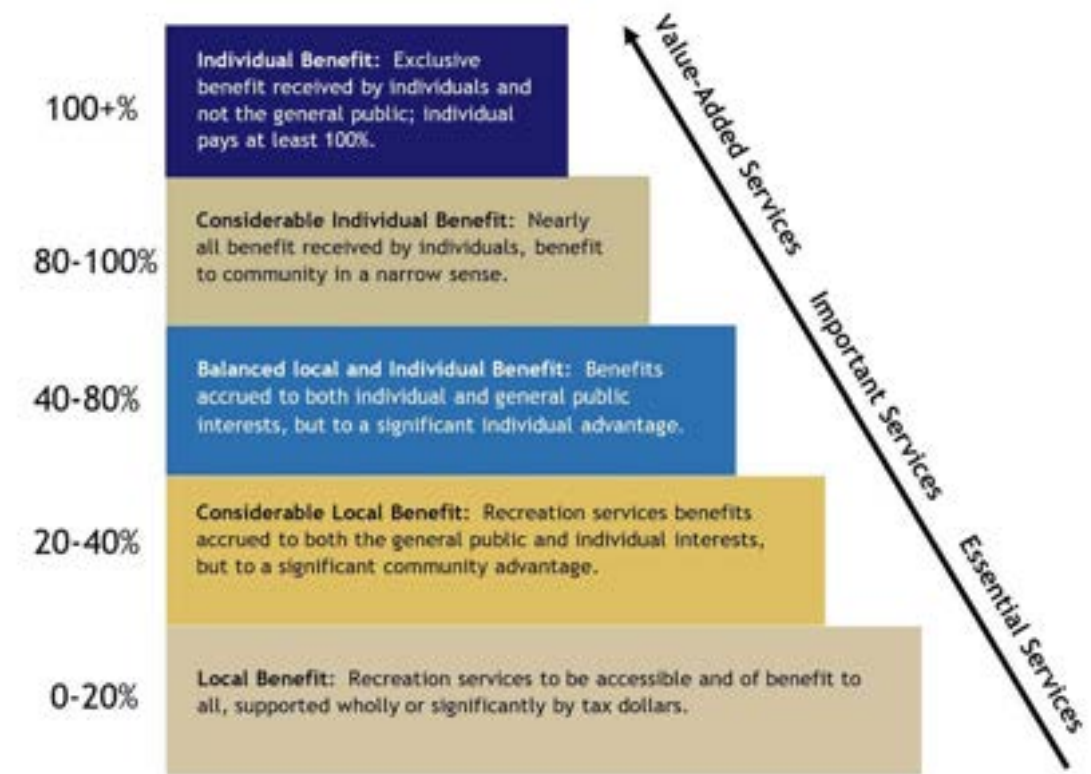 100+%
Individual Benefit: Exclusive
benefit received by individuals and
not the general public; individual
pays at least 100%.
80-100%
Considerable Individual Benefit: Nearly
all benefit received by individuals, benefit
to community in a narrow sense.
40-80%
Balanced local and Individual Benefit: Benefits
accrued to both individual and general public
interests, but to a significant individual advantage.
20-40%
Considerable Local Benefit: Recreation services benefits
accrued to both the general public and individual interests,
but to a significant community advantage.
0-20%
Local Benefit: Recreation services to be accessible and of benefit to
all, supported wholly or significantly by tax dollars.
Value-Added Services
Important Services
Essential Services